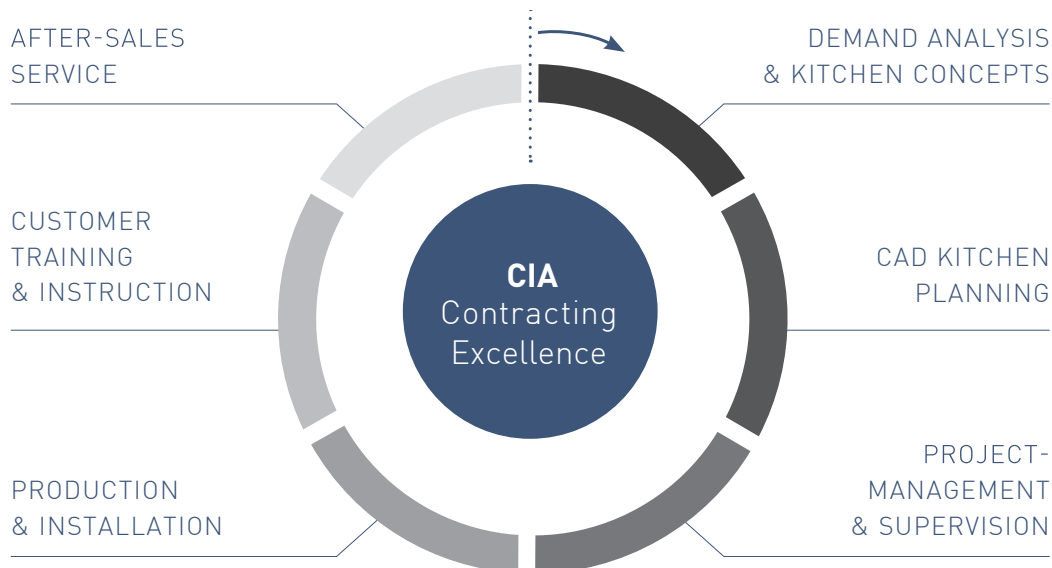 AFTER-SALES
SERVICE
DEMAND ANALYSIS
& KITCHEN CONCEPTS
CUSTOMER
TRAINING
& INSTRUCTION
CAD KITCHEN
PLANNING
CIA
Contracting
Excellence
PRODUCTION
& INSTALLATION
PROJECT-
MANAGEMENT
& SUPERVISION